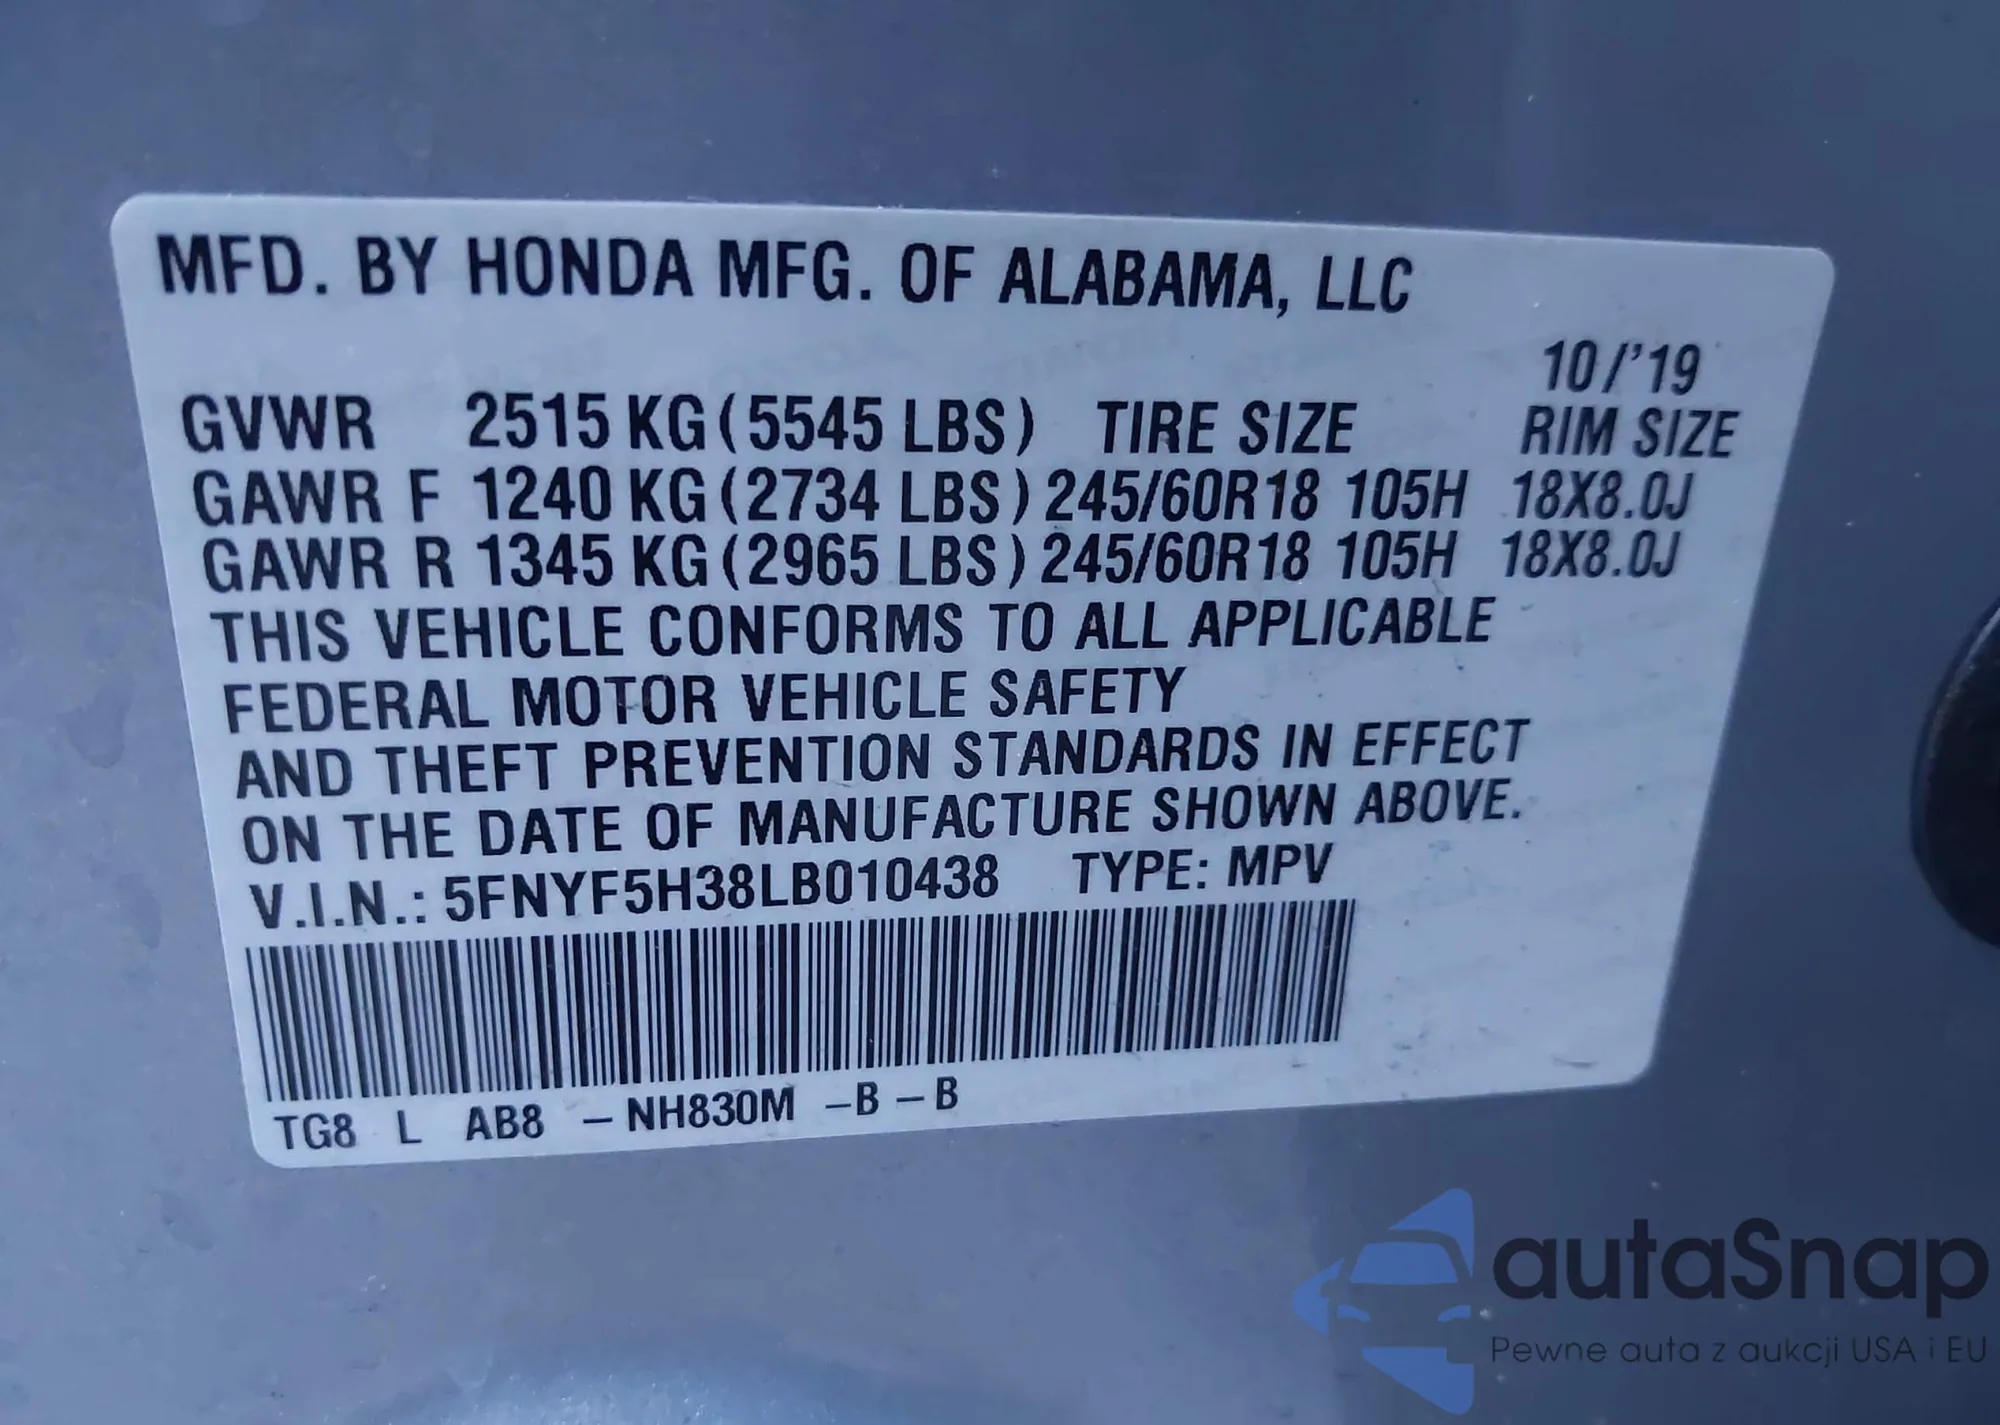 MFD. BY HONDA MFG. OF ALABAMA, LLC
10/'19
GVWR 2515 KG (5545 LBS) TIRE SIZE RIM SIZE
GAWR F 1240 KG (2734 LBS) 245/60R18 105H 18X8.0J
GAWR R 1345 KG (2965 LBS) 245/60R18 105H 18X8.0J
THIS VEHICLE CONFORMS TO ALL APPLICABLE
FEDERAL MOTOR VEHICLE SAFETY
AND THEFT PREVENTION STANDARDS IN EFFECT
ON THE DATE OF MANUFACTURE SHOWN ABOVE.
V.I.N.: 5FNYF5H38LB010438 TYPE: MPV
TG8 L AB8 –NH830M –B –B
autaSnap
Pewne auta z aukcji USA i EU